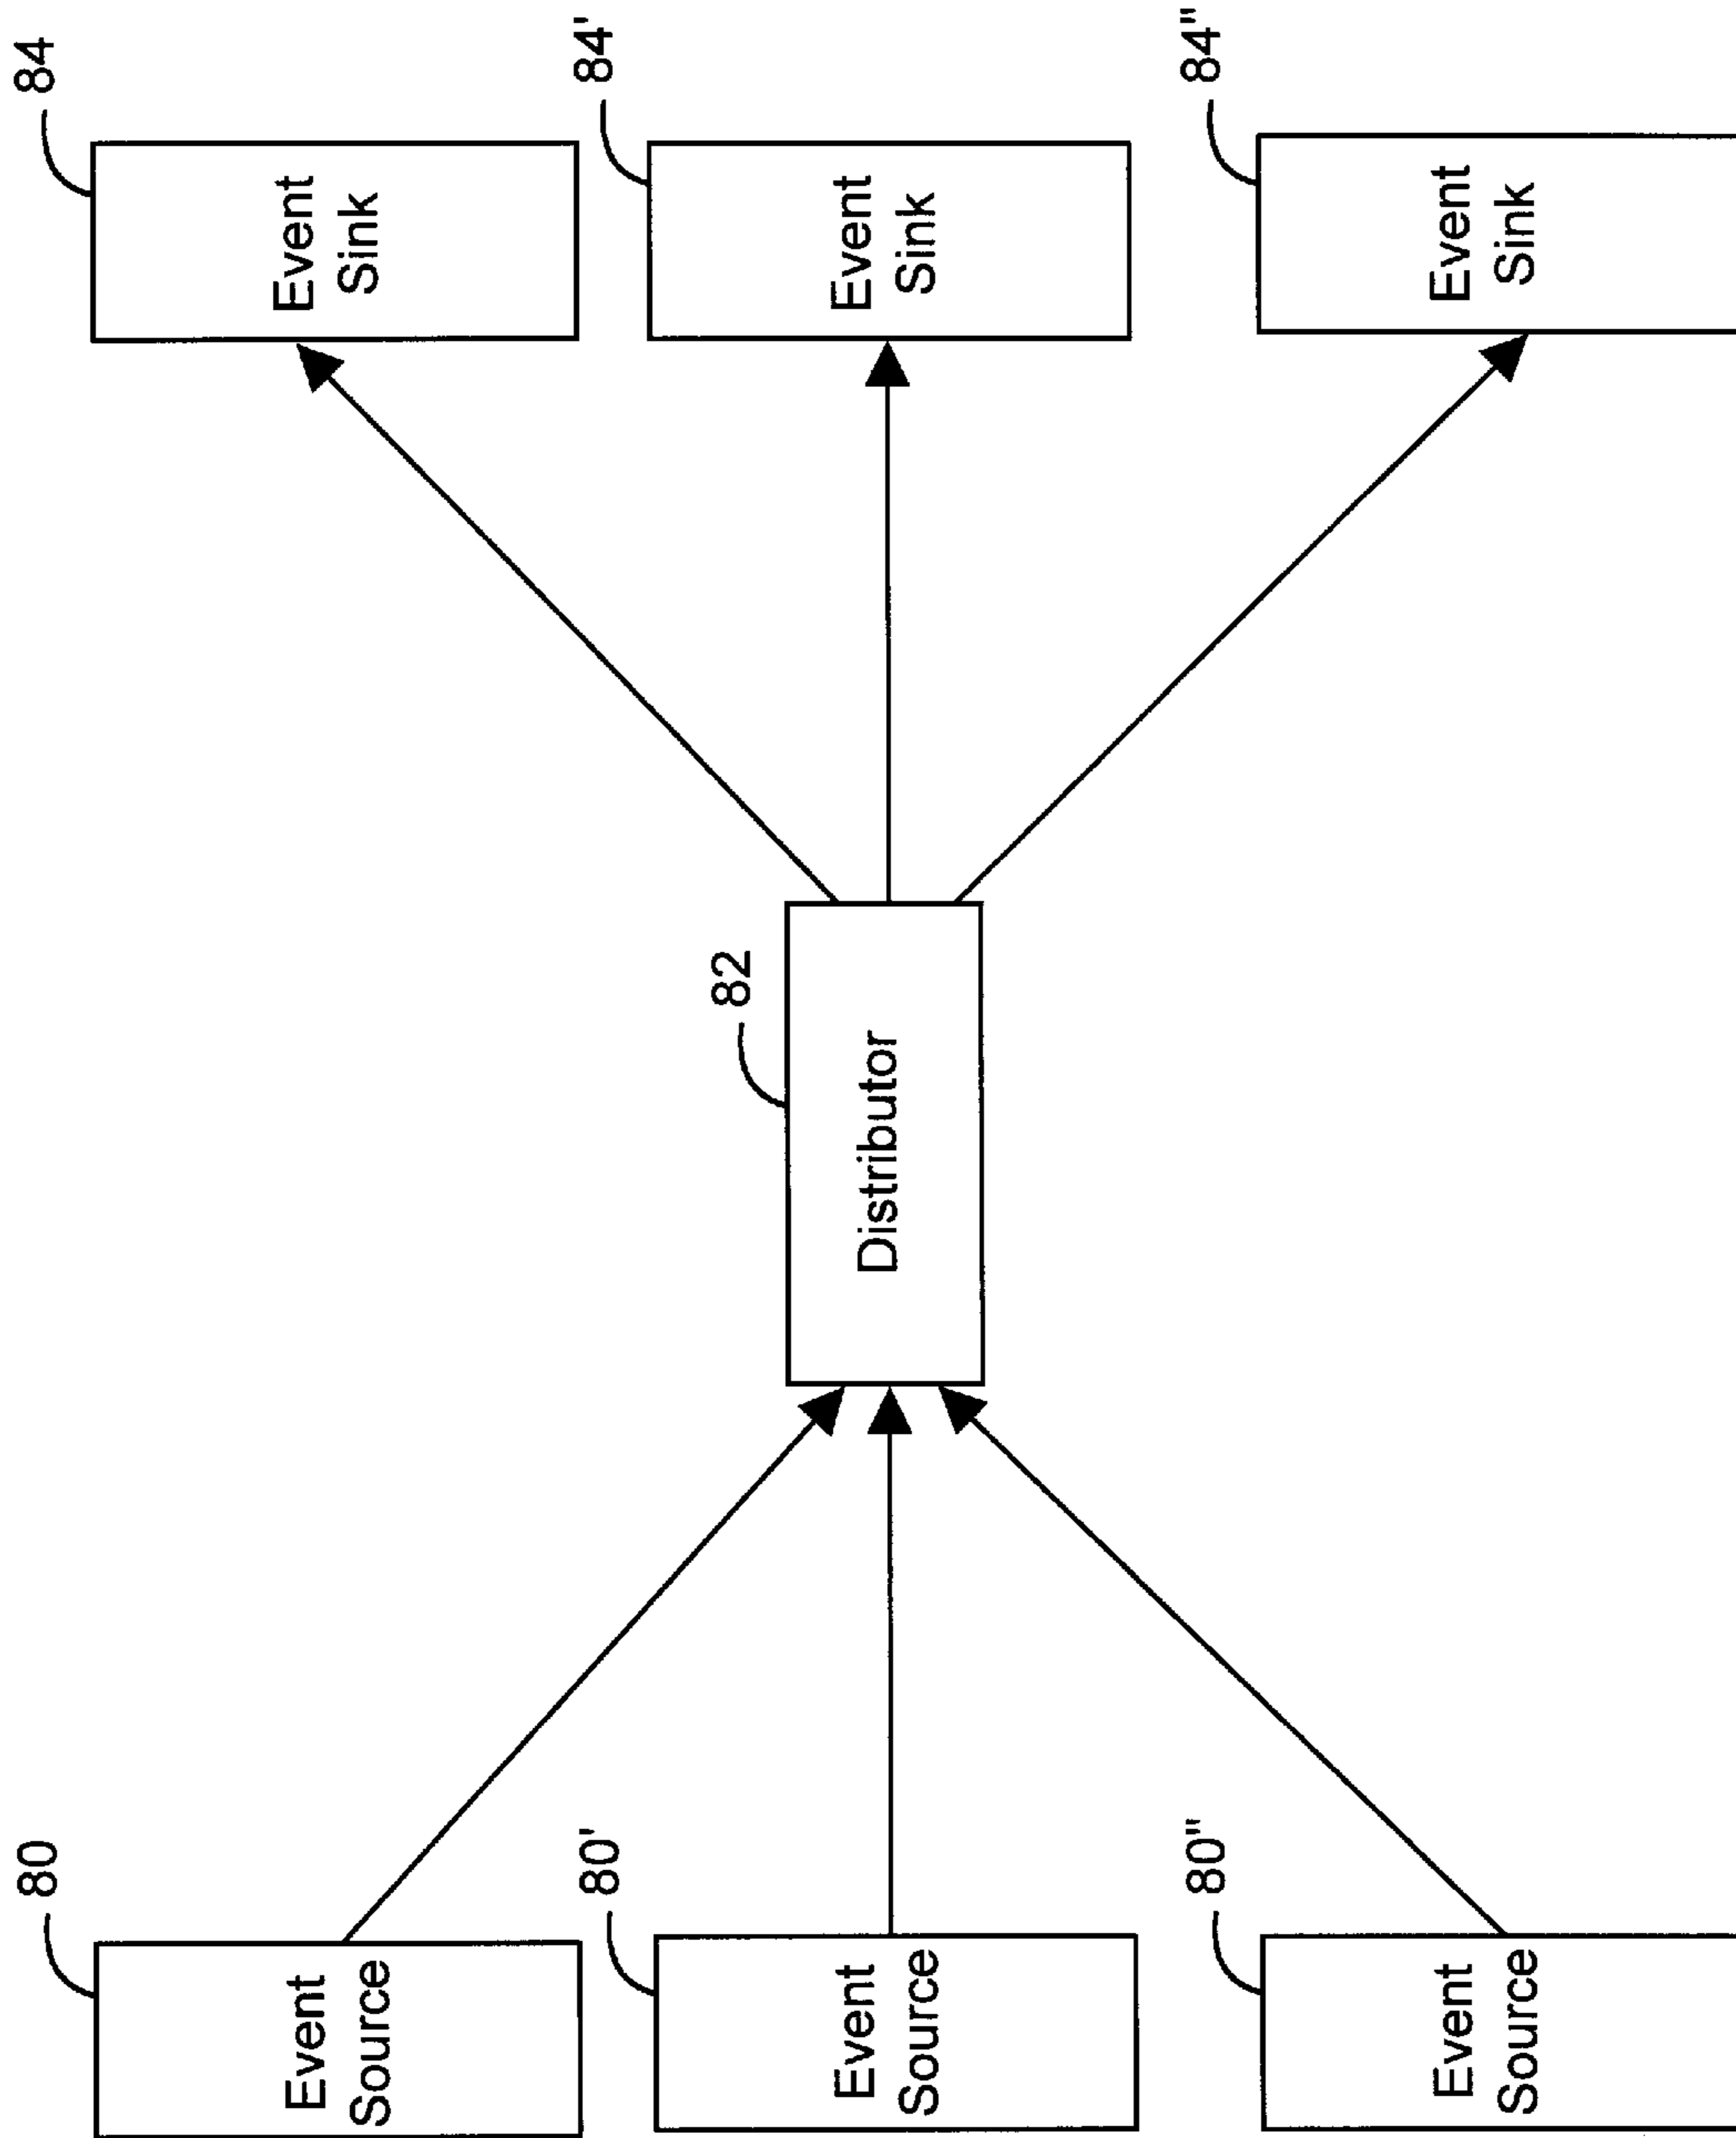 80
Event
Source
80'
Event
Source
80"
Event
Source
82
Distributor
84
Event
Sink
84'
Event
Sink
84"
Event
Sink